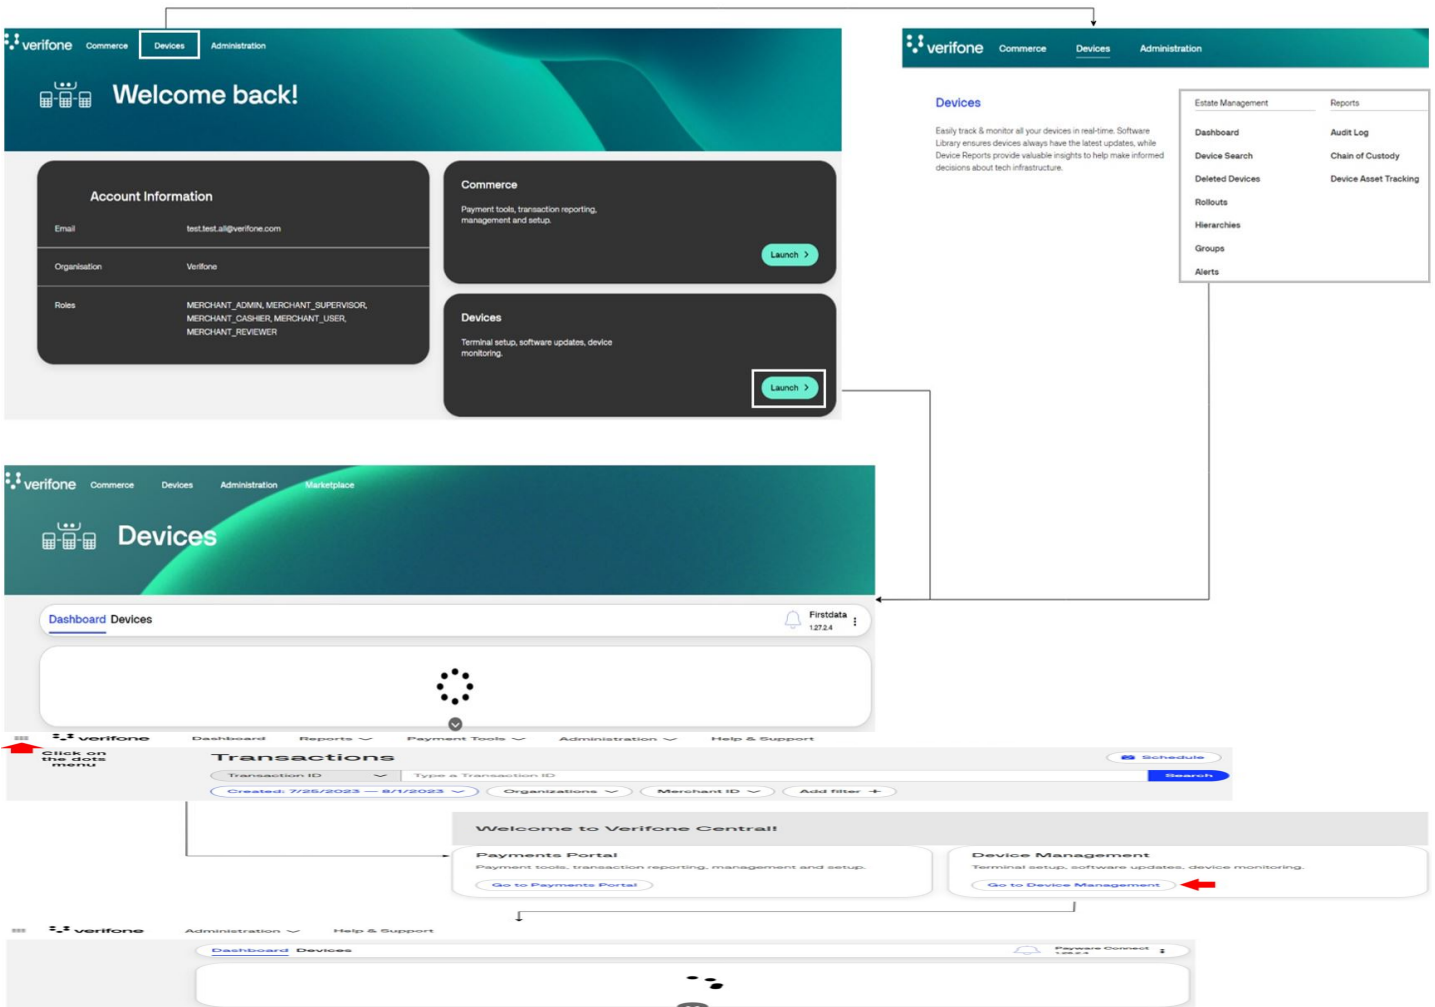 verifone Commerce Devices Administration
Welcome back!
Account Information
Email test.test.all@verifone.com
Organisation Verifone
Roles MERCHANT_ADMIN, MERCHANT_SUPERVISOR,
MERCHANT_CASHIER, MERCHANT_USER,
MERCHANT_REVIEWER
Commerce
Payment tools, transaction reporting,
management and setup.
Launch >
Devices
Terminal setup, software updates, device
monitoring.
Launch >
verifone Commerce Devices Administration
Devices
Easily track & monitor all your devices in real-time. Software
Library ensures devices always have the latest updates, while
Device Reports provide valuable insights to help make informed
decisions about tech infrastructure.
Estate Management Reports
Dashboard Audit Log
Device Search Chain of Custody
Deleted Devices Device Asset Tracking
Rollouts
Hierarchies
Groups
Alerts
verifone Commerce Devices Administration Marketplace
Devices
Dashboard Devices
Firstdata
1.27.2.4
verifone Dashboard Reports Payment Tools Administration Help & Support
Click on
the dots
menu
Transactions
Schedule
Transaction ID Type a Transaction ID Search
Created: 7/25/2023 — 8/1/2023 Organizations Merchant ID Add filter +
Welcome to Verifone Central!
Payments Portal
Payment tools, transaction reporting, management and setup.
Go to Payments Portal
Device Management
Terminal setup, software updates, device monitoring.
Go to Device Management
verifone Administration Help & Support
Dashboard Devices
Payware Connect